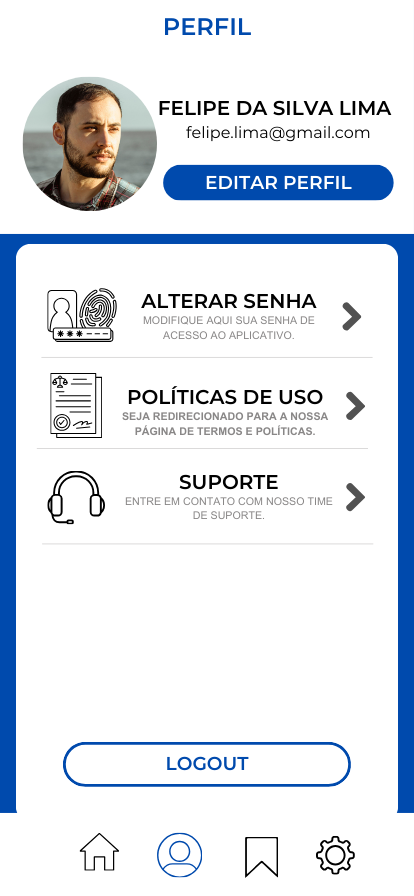 PERFIL
FELIPE DA SILVA LIMA
felipe.lima@gmail.com
EDITAR PERFIL
ALTERAR SENHA
MODIFIQUE AQUI SUA SENHA DE
ACESSO AO APLICATIVO.
POLÍTICAS DE USO
SEJA REDIRECIONADO PARA A NOSSA
PÁGINA DE TERMOS E POLÍTICAS.
SUPORTE
ENTRE EM CONTATO COM NOSSO TIME
DE SUPORTE.
LOGOUT